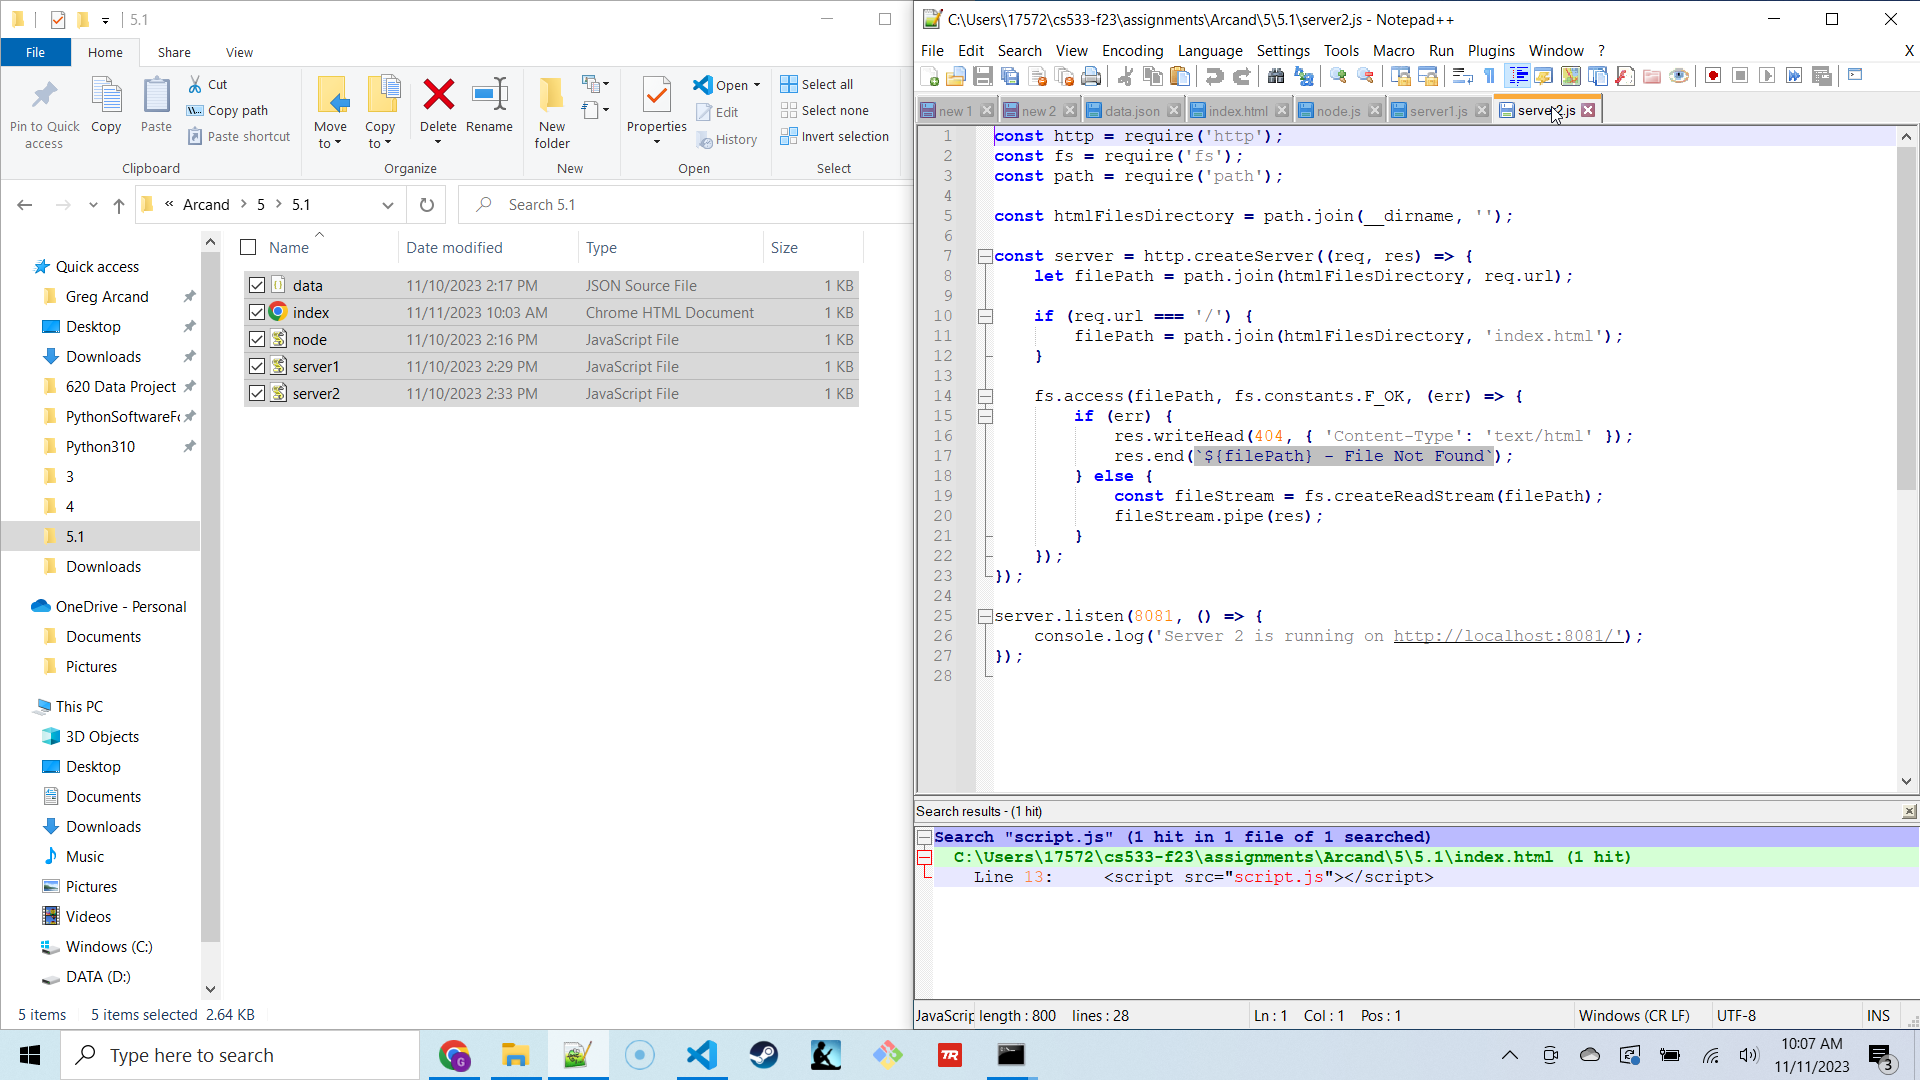 5.1
File Home Share View
Pin to Quick access
Copy
Paste
Cut
Copy path
Paste shortcut
Clipboard
Move to
Copy to
Delete
Rename
Organize
New folder
New
Properties
Open
Edit
History
Open
Select all
Select none
Invert selection
Select
« Arcand > 5 > 5.1
Search 5.1
Quick access
Greg Arcand
Desktop
Downloads
620 Data Project
PythonSoftwareFo
Python310
3
4
5.1
Downloads
OneDrive - Personal
Documents
Pictures
This PC
3D Objects
Desktop
Documents
Downloads
Music
Pictures
Videos
Windows (C:)
DATA (D:)
Name Date modified Type Size
data 11/10/2023 2:17 PM JSON Source File 1 KB
index 11/11/2023 10:03 AM Chrome HTML Document 1 KB
node 11/10/2023 2:16 PM JavaScript File 1 KB
server1 11/10/2023 2:29 PM JavaScript File 1 KB
server2 11/10/2023 2:33 PM JavaScript File 1 KB
5 items 5 items selected 2.64 KB
C:\Users\17572\cs533-f23\assignments\Arcand\5\5.1\server2.js - Notepad++
File Edit Search View Encoding Language Settings Tools Macro Run Plugins Window ? X
new 1 new 2 data.json index.html node.js server1.js server2.js
1 const http = require('http');
2 const fs = require('fs');
3 const path = require('path');
4
5 const htmlFilesDirectory = path.join(__dirname, '');
6
7 const server = http.createServer((req, res) => {
8 let filePath = path.join(htmlFilesDirectory, req.url);
9
10 if (req.url === '/') {
11 filePath = path.join(htmlFilesDirectory, 'index.html');
12 }
13
14 fs.access(filePath, fs.constants.F_OK, (err) => {
15 if (err) {
16 res.writeHead(404, { 'Content-Type': 'text/html' });
17 res.end(`${filePath} - File Not Found`);
18 } else {
19 const fileStream = fs.createReadStream(filePath);
20 fileStream.pipe(res);
21 }
22 });
23 });
24
25 server.listen(8081, () => {
26 console.log('Server 2 is running on http://localhost:8081/');
27 });
28
Search results - (1 hit)
Search "script.js" (1 hit in 1 file of 1 searched)
C:\Users\17572\cs533-f23\assignments\Arcand\5\5.1\index.html (1 hit)
Line 13: <script src="script.js"></script>
JavaScrip length : 800 lines : 28 Ln : 1 Col : 1 Pos : 1 Windows (CR LF) UTF-8 INS
Type here to search
G
TR
10:07 AM
11/11/2023
3